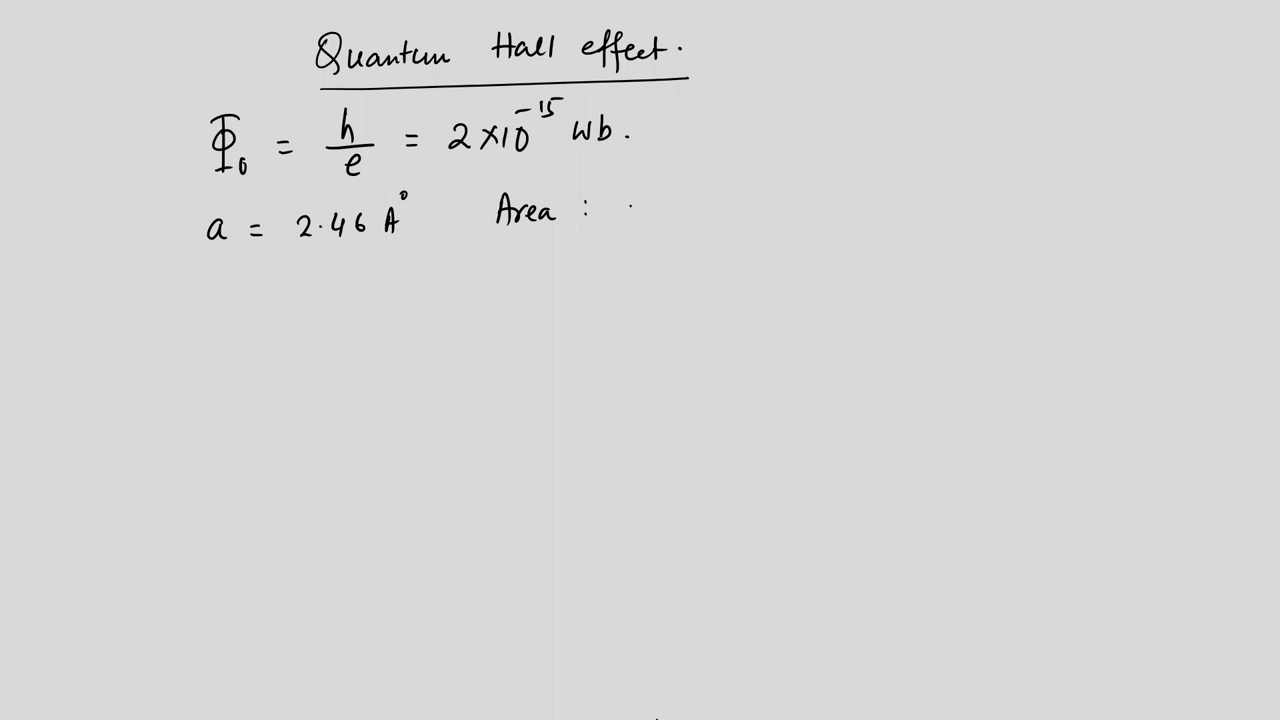 Quantum Hall effect.
Φ₀ = h/e = 2×10⁻¹⁵ Wb.
a = 2.46 A° Area :